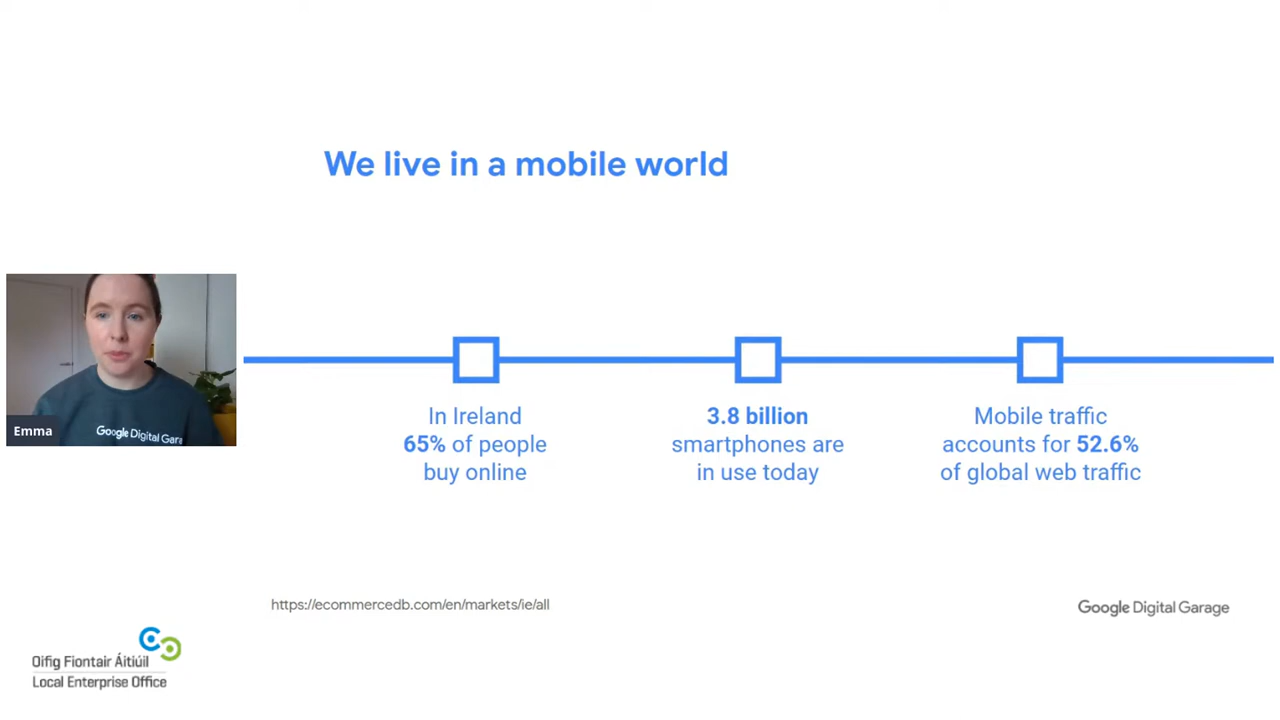 We live in a mobile world
Emma
Google Digital Gara
In Ireland
65% of people
buy online
3.8 billion
smartphones are
in use today
Mobile traffic
accounts for 52.6%
of global web traffic
https://ecommercedb.com/en/markets/ie/all
Google Digital Garage
Oifig Fiontair Áitiúil
Local Enterprise Office